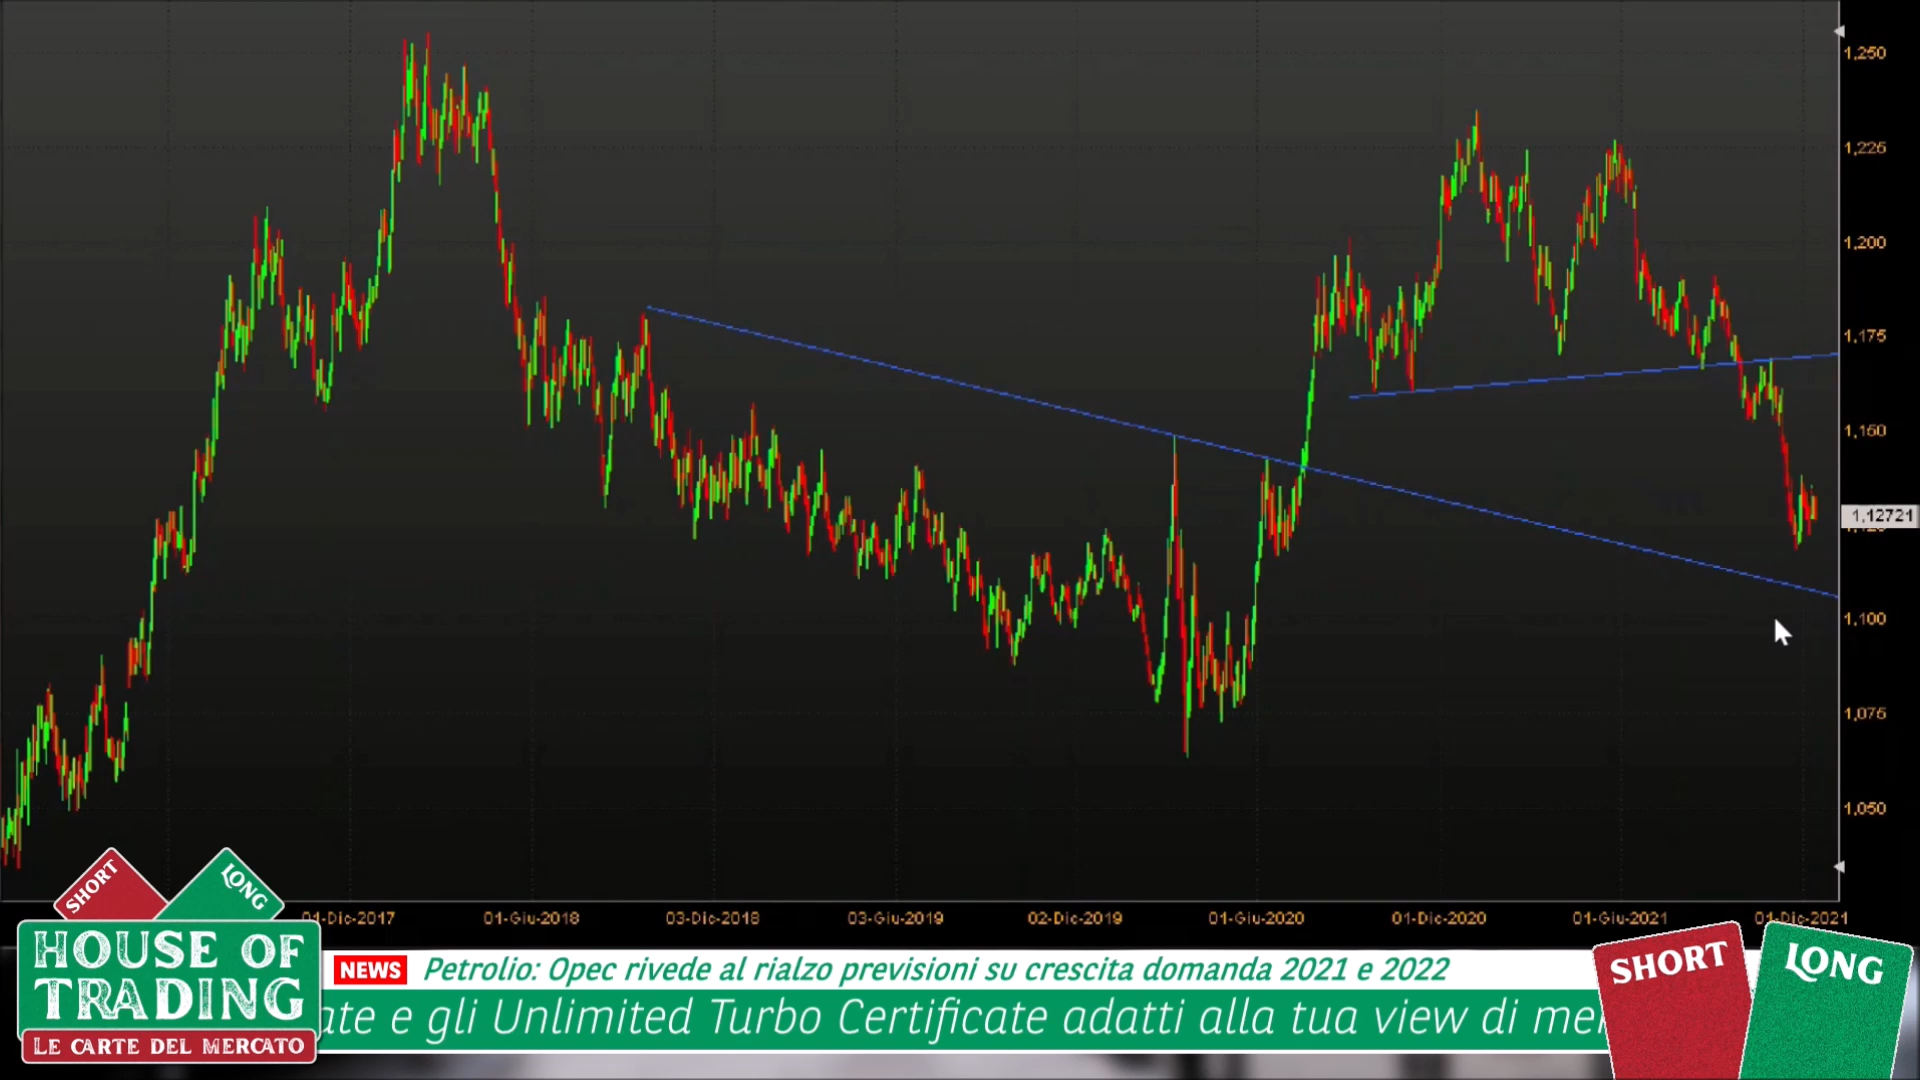 1,250
1,225
1,200
1,175
1,150
1,12721
1,100
1,075
1,050
01-Dic-2017
01-Giu-2018
03-Dic-2018
03-Giu-2019
02-Dic-2019
01-Giu-2020
01-Dic-2020
01-Giu-2021
01-Dic-2021
SHORT
LONG
HOUSE OF
TRADING
LE CARTE DEL MERCATO
NEWS Petrolio: Opec rivede al rialzo previsioni su crescita domanda 2021 e 2022
ate e gli Unlimited Turbo Certificate adatti alla tua view di me
SHORT
LONG